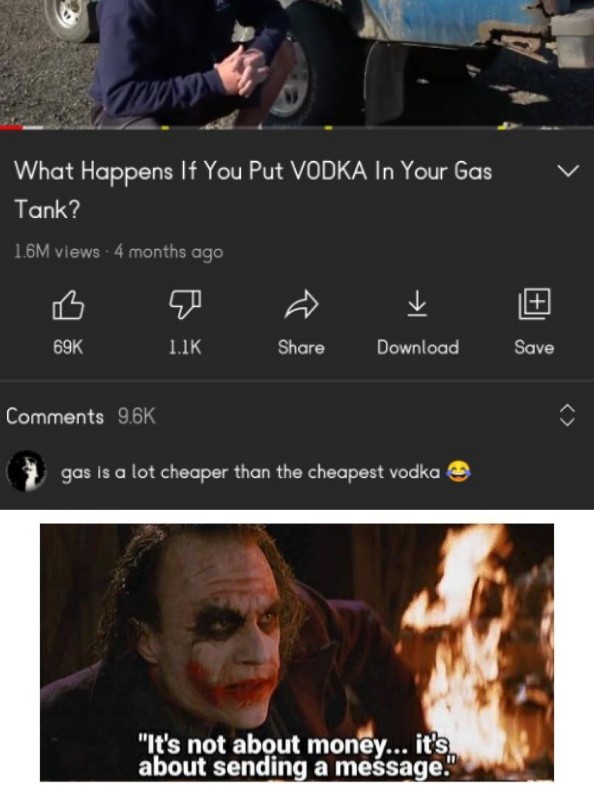 What Happens If You Put VODKA In Your Gas
Tank?
1.6M views · 4 months ago
69K 1.1K Share Download Save
Comments 9.6K
gas is a lot cheaper than the cheapest vodka 😂
"It's not about money... it's
about sending a message."